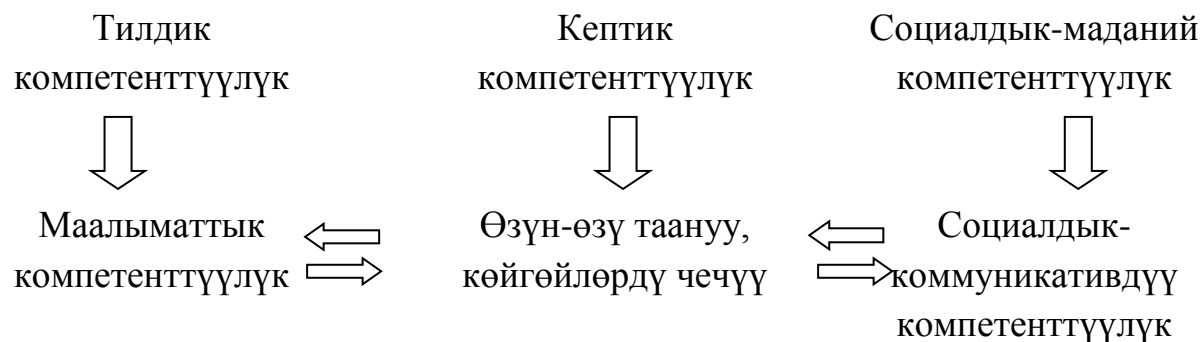 Тилдик
компетенттүүлүк
Кептик
компетенттүүлүк
Социалдык-маданий
компетенттүүлүк
Маалыматтык
компетенттүүлүк
Өзүн-өзү таануу,
көйгөйлөрдү чечүү
Социалдык-
коммуникативдүү
компетенттүүлүк